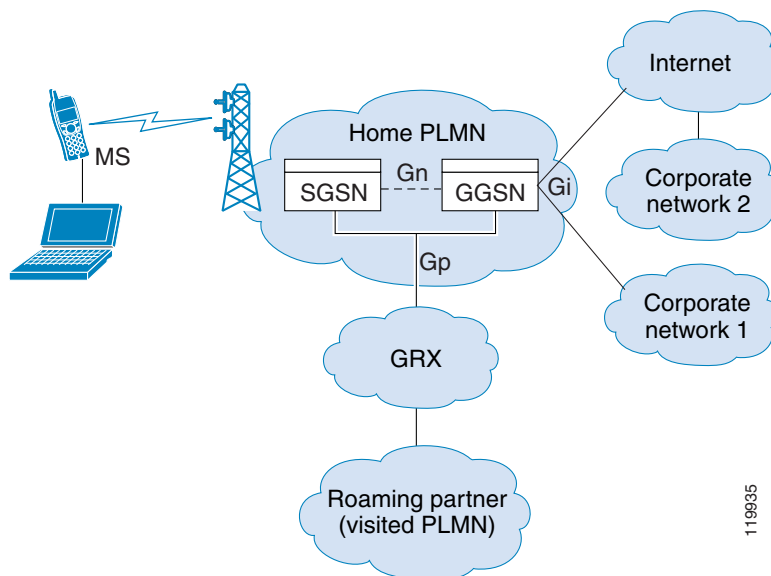 Internet
MS
Home PLMN
SGSN
Gn
GGSN
Gi
Corporate
network 2
Gp
Corporate
network 1
GRX
Roaming partner
(visited PLMN)
119935